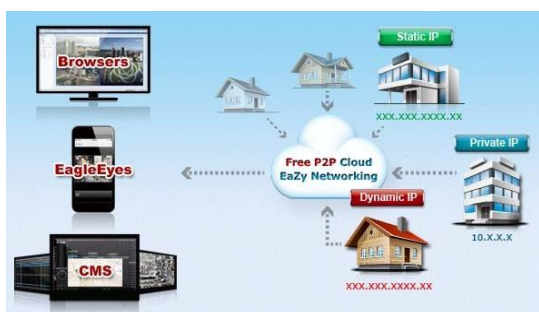 Browsers
Static IP
xxx.xxx.xxxx.xx
EagleEyes
Free P2P Cloud
EaZy Networking
Private IP
10.X.X.X
Dynamic IP
xxx.xxx.xxxx.xx
CMS